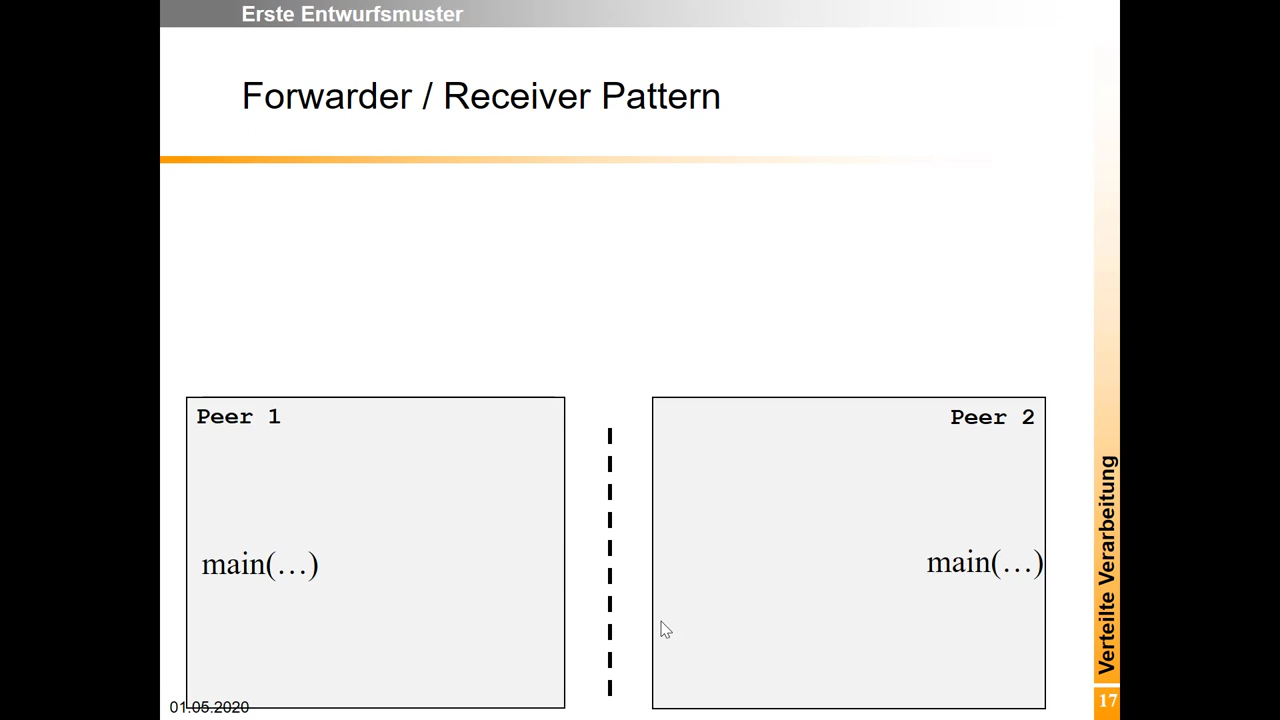 Erste Entwurfsmuster
Forwarder / Receiver Pattern
Peer 1
Peer 2
main(…)
main(…)
Verteilte Verarbeitung
01.05.2020
17